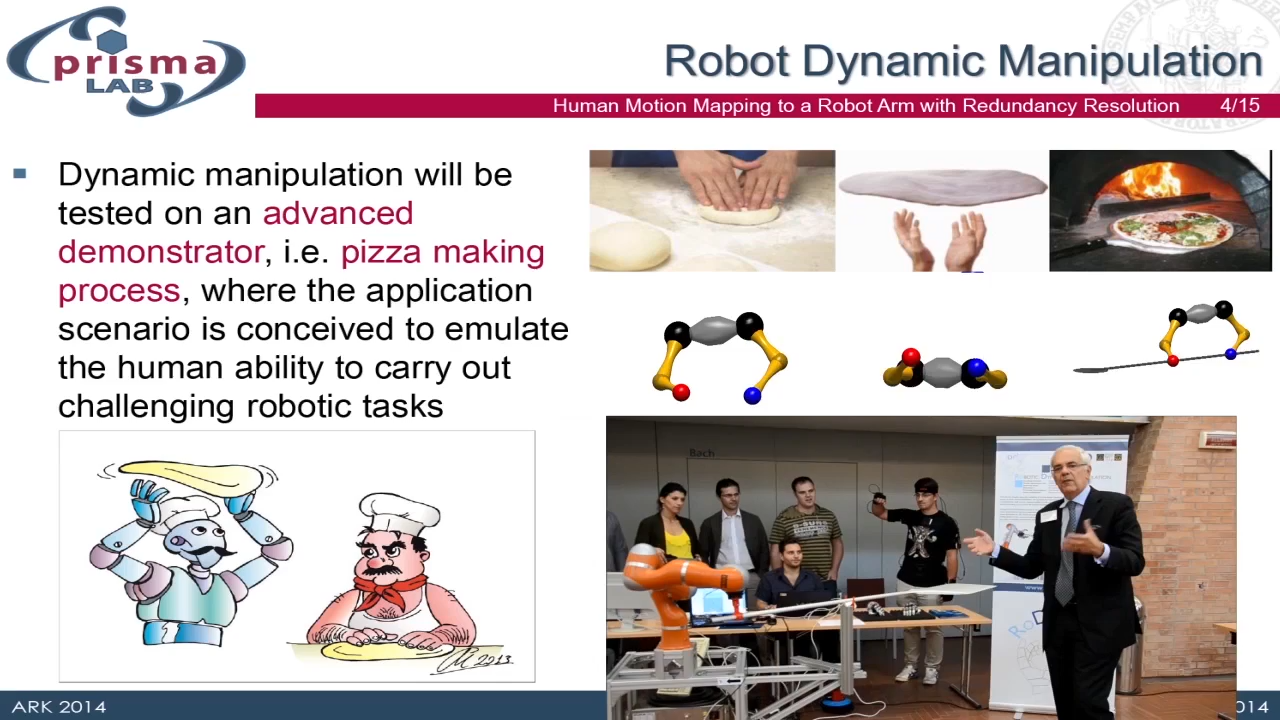 prisma
LAB
Robot Dynamic Manipulation
Human Motion Mapping to a Robot Arm with Redundancy Resolution 4/15
Dynamic manipulation will be
tested on an advanced
demonstrator, i.e. pizza making
process, where the application
scenario is conceived to emulate
the human ability to carry out
challenging robotic tasks
Bach
2013
ARK 2014
014